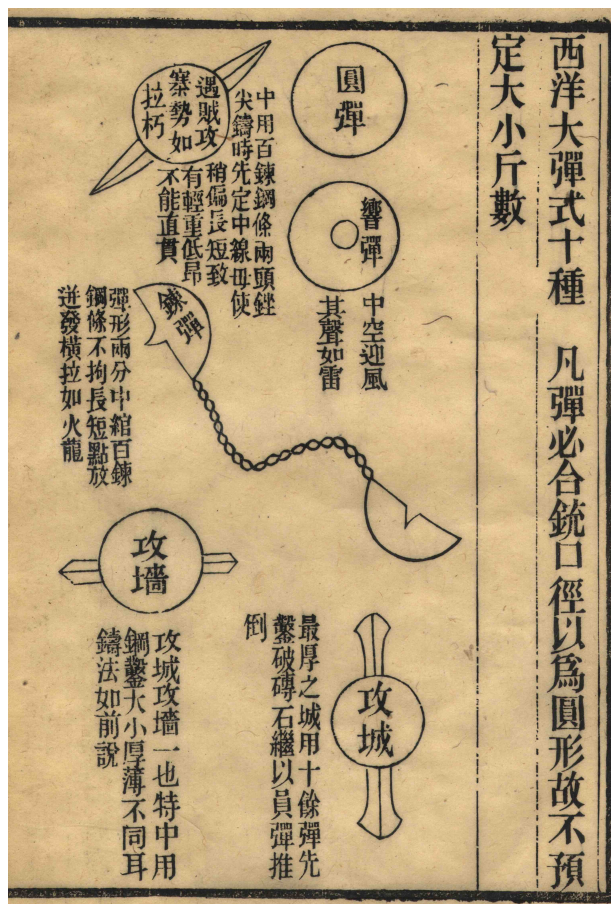 西洋大彈式十種　凡彈必合銃口徑以爲圓形故不預
定大小斤數
圓彈
響彈
中空迎風
其聲如雷
遇賊攻
寨勢如
拉朽
中用百鍊鋼條兩頭銼
尖鑄時先定中線毋使
稍偏長短致
有輕重低昂
不能直貫
鍊彈
彈形兩分中綰百鍊
鋼條不拘長短點放
迸發橫拉如火龍
攻城
最厚之城用十餘彈先
鑿破磚石繼以員彈推
倒
攻墻
攻城攻墻一也特中用
鋼鑿大小厚薄不同耳
鑄法如前說